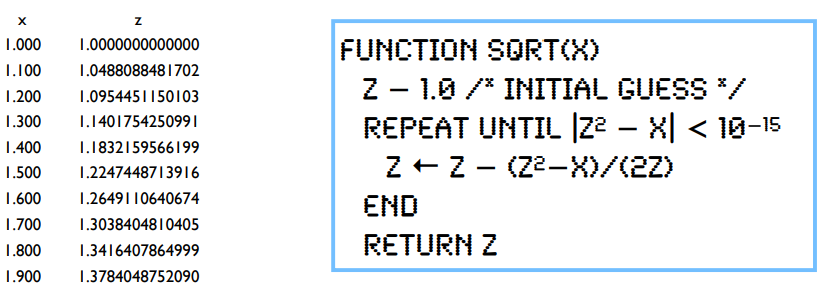 x z
1.000 1.0000000000000
1.100 1.0488088481702
1.200 1.0954451150103
1.300 1.140175425099
1.400 1.1832159566199
1.500 1.2247448713916
1.600 1.2649110640674
1.700 1.3038404810405
1.800 1.3416407864999
1.900 1.3784048752090
FUNCTION SQRT(X)
Z – 1.0 /* INITIAL GUESS */
REPEAT UNTIL |Z² – X| < 10⁻¹⁵
Z ← Z – (Z²–X)/(2Z)
END
RETURN Z